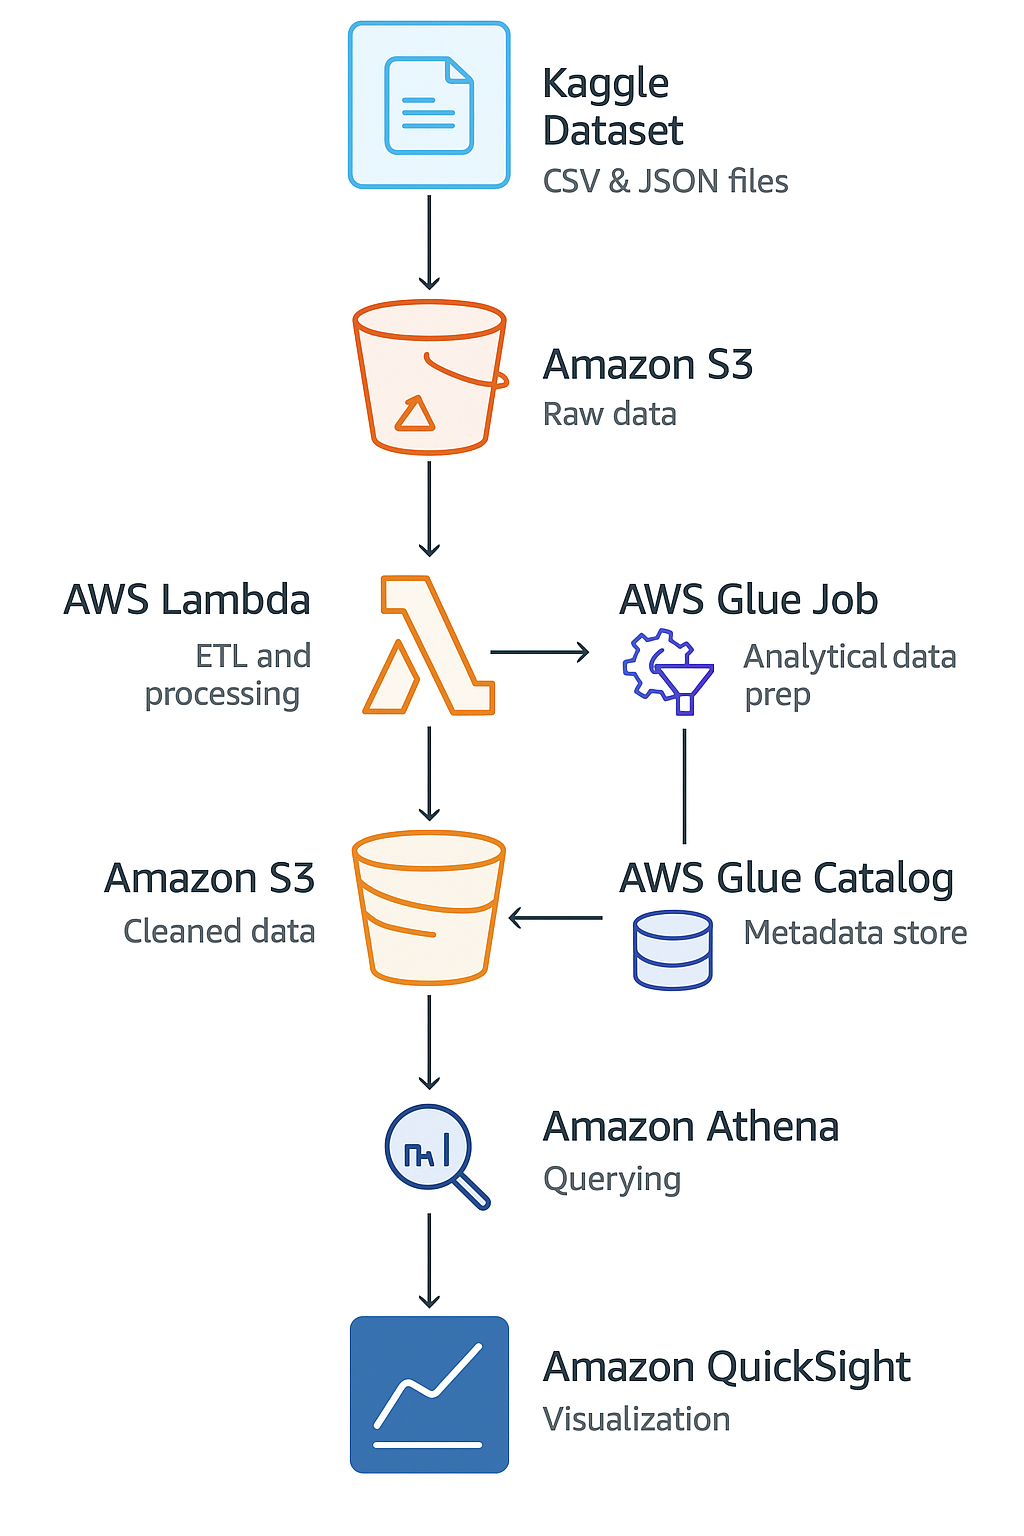 Kaggle
Dataset
CSV & JSON files
Amazon S3
Raw data
AWS Lambda
ETL and
processing
AWS Glue Job
Analytical data
prep
Amazon S3
Cleaned data
AWS Glue Catalog
Metadata store
Amazon Athena
Querying
Amazon QuickSight
Visualization